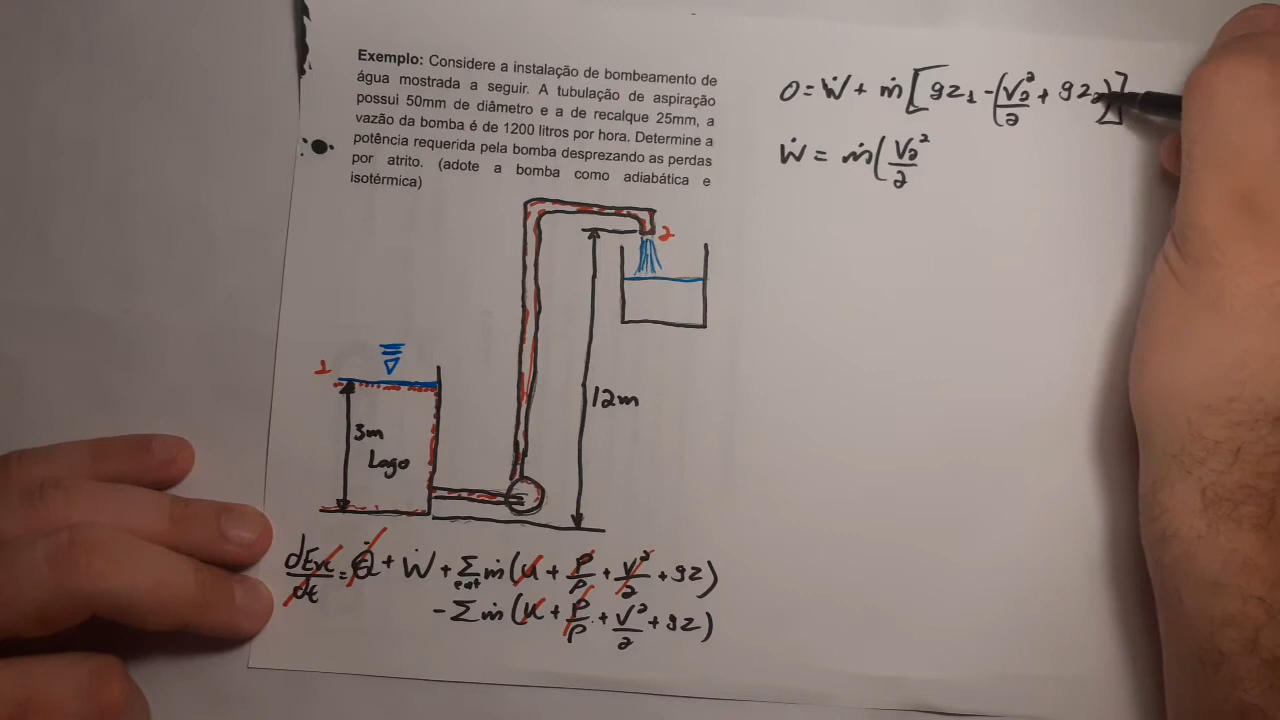 Exemplo: Considere a instalação de bombeamento de
água mostrada a seguir. A tubulação de aspiração
possui 50mm de diâmetro e a de recalque 25mm, a
vazão da bomba é de 1200 litros por hora. Determine a
potência requerida pela bomba desprezando as perdas
por atrito. (adote a bomba como adiabática e
isotérmica)
0 = Ẇ + ṁ[gz₁ - (V₂²/2 + gz₂)]
Ẇ = ṁ(V₂²/2
2
1
12m
3m
Lago
dEvc/dt = Q̇ + Ẇ + Σent ṁ(u + P/ρ + V²/2 + gz)
- Σṁ(u + P/ρ + V²/2 + gz)